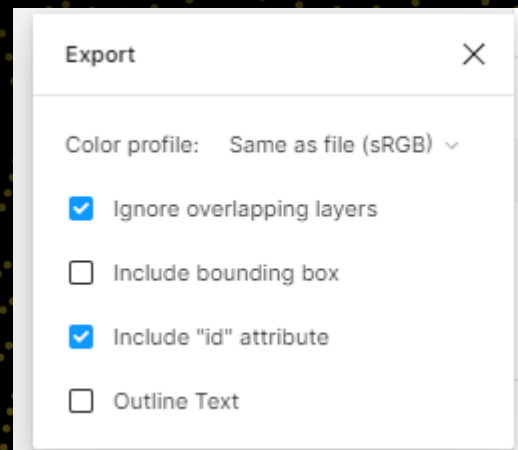 Export
Color profile: Same as file (sRGB)
Ignore overlapping layers
Include bounding box
Include "id" attribute
Outline Text